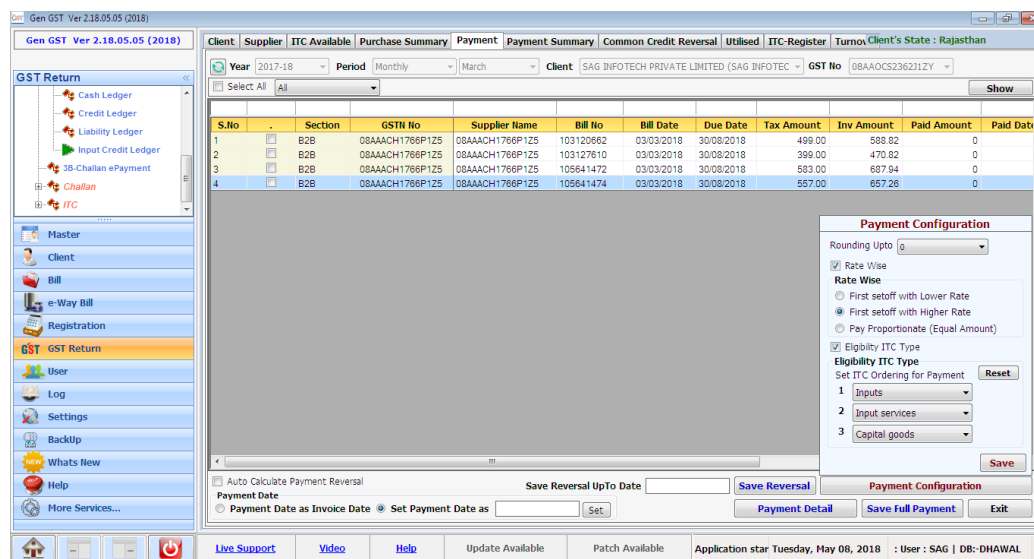 Gen GST Ver 2.18.05.05 (2018)
Gen GST Ver 2.18.05.05 (2018)
Client Supplier ITC Available Purchase Summary Payment Payment Summary Common Credit Reversal Utilised ITC-Register Turnov Client's State : Rajasthan
Year 2017-18 Period Monthly March Client SAG INFOTECH PRIVATE LIMITED (SAG INFOTEC GST No 08AAOCS2362J1ZY
GST Return
Select All All Show
Cash Ledger
Credit Ledger
Liability Ledger
Input Credit Ledger
3B-Challan ePayment
Challan
ITC
S.No . Section GSTN No Supplier Name Bill No Bill Date Due Date Tax Amount Inv Amount Paid Amount Paid Date
1 B2B 08AAACH1766P1Z5 08AAACH1766P1Z5 103120662 03/03/2018 30/08/2018 499.00 588.82 0
2 B2B 08AAACH1766P1Z5 08AAACH1766P1Z5 103127610 03/03/2018 30/08/2018 399.00 470.82 0
3 B2B 08AAACH1766P1Z5 08AAACH1766P1Z5 105641472 03/03/2018 30/08/2018 583.00 687.94 0
4 B2B 08AAACH1766P1Z5 08AAACH1766P1Z5 105641474 03/03/2018 30/08/2018 557.00 657.26 0
Master
Client
Bill
e-Way Bill
Registration
GST GST Return
User
Log
Settings
BackUp
NEW Whats New
Help
More Services...
Payment Configuration
Rounding Upto 0
Rate Wise
Rate Wise
First setoff with Lower Rate
First setoff with Higher Rate
Pay Proportionate (Equal Amount)
Eligibilty ITC Type
Eligibility ITC Type
Set ITC Ordering for Payment Reset
1 Inputs
2 Input services
3 Capital goods
Save
Auto Calculate Payment Reversal
Save Reversal UpTo Date Save Reversal Payment Configuration
Payment Date
Payment Date as Invoice Date Set Payment Date as Set Payment Detail Save Full Payment Exit
Live Support Video Help Update Available Patch Available Application star Tuesday, May 08, 2018 : User : SAG | DB:-DHAWAL